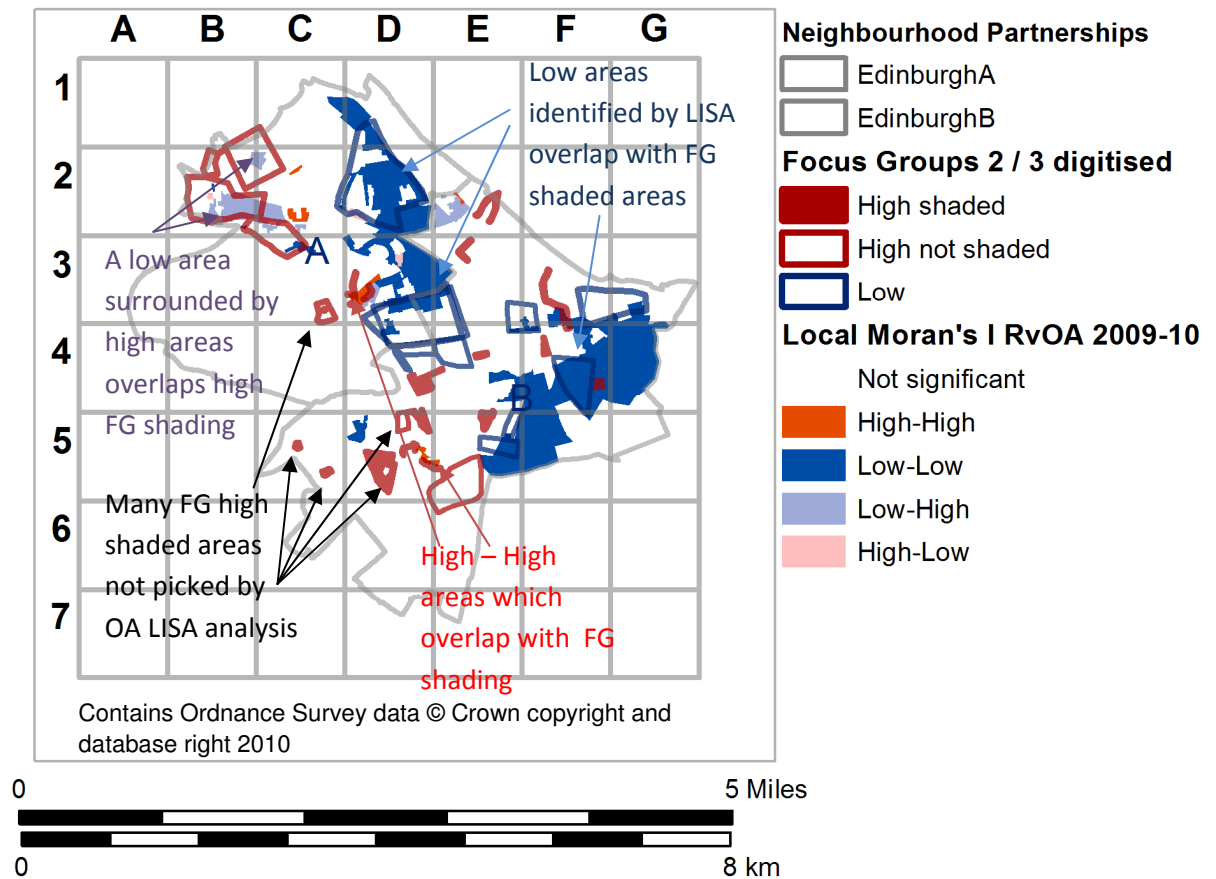 A B C D E F G
1
2
3
4
5
6
7
Low areas
identified by LISA
overlap with FG
shaded areas
A
B
A low area
surrounded by
high areas
overlaps high
FG shading
Many FG high
shaded areas
not picked by
OA LISA analysis
High – High
areas which
overlap with FG
shading
Contains Ordnance Survey data © Crown copyright and
database right 2010
0 5 Miles
0 8 km
Neighbourhood Partnerships
EdinburghA
EdinburghB
Focus Groups 2 / 3 digitised
High shaded
High not shaded
Low
Local Moran's I RvOA 2009-10
Not significant
High-High
Low-Low
Low-High
High-Low